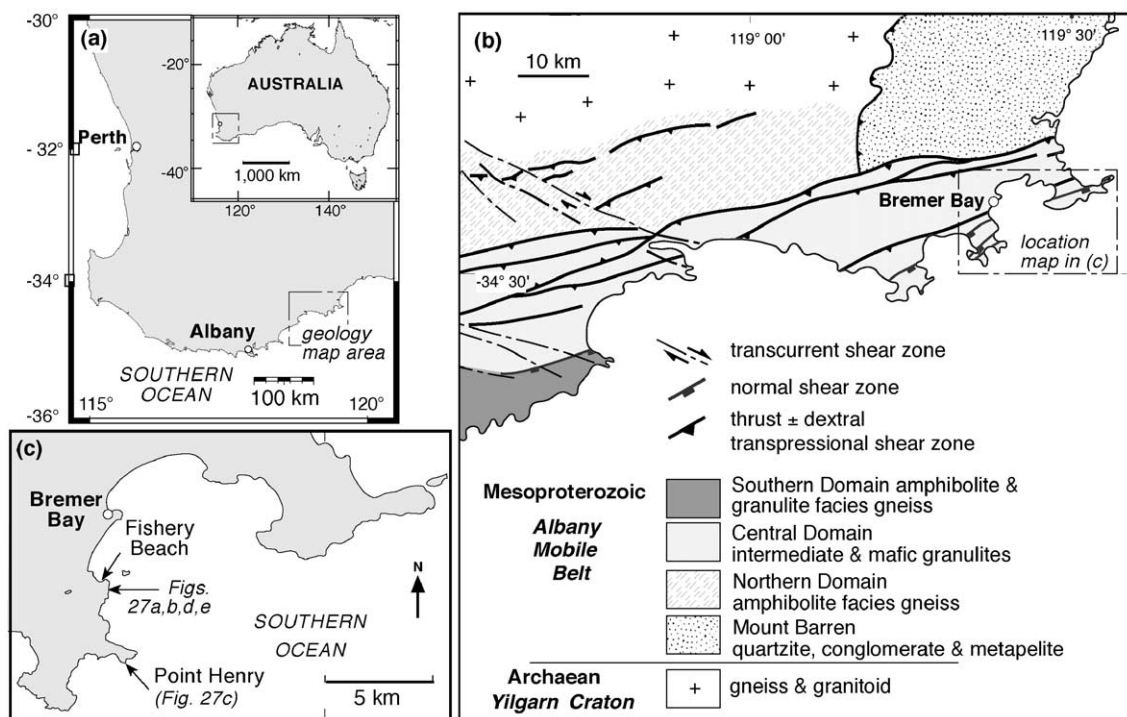 (a)
-30°
-32°
-34°
-36°
115°
120°
Perth
Albany
SOUTHERN
OCEAN
100 km
geology
map area
AUSTRALIA
-20°
-40°
1,000 km
120°
140°
(b)
119° 00'
119° 30'
10 km
Bremer Bay
location
map in (c)
-34° 30'
transcurrent shear zone
normal shear zone
thrust ± dextral
transpressional shear zone
Mesoproterozoic
Albany
Mobile
Belt
Southern Domain amphibolite &
granulite facies gneiss
Central Domain
intermediate & mafic granulites
Northern Domain
amphibolite facies gneiss
Mount Barren
quartzite, conglomerate & metapelite
Archaean
Yilgarn Craton
gneiss & granitoid
(c)
Bremer
Bay
Fishery
Beach
Figs.
27a,b,d,e
N
SOUTHERN
OCEAN
Point Henry
(Fig. 27c)
5 km